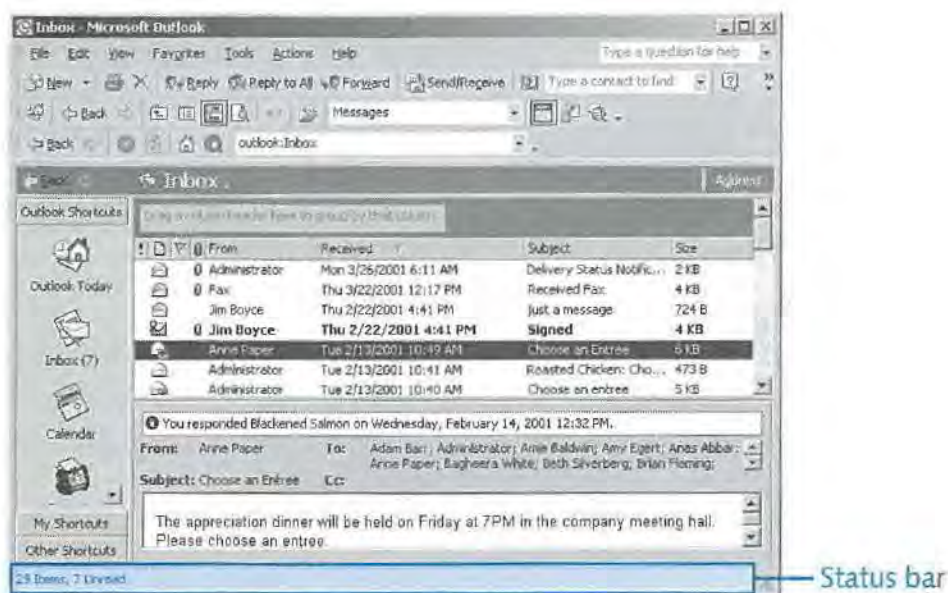 Inbox - Microsoft Outlook
File Edit View Favorites Tools Actions Help Type a question for help
New Reply Reply to All Forward Send/Receive Type a contact to find
Back Messages
Back outlook:Inbox
Back Inbox . Address
Outlook Shortcuts Drag a column header here to group by that column.
! From Received Subject Size
Administrator Mon 3/26/2001 6:11 AM Delivery Status Notific... 2 KB
Fax Thu 3/22/2001 12:17 PM Received Fax 4 KB
Outlook Today
Jim Boyce Thu 2/22/2001 4:41 PM Just a message 724 B
Jim Boyce Thu 2/22/2001 4:41 PM Signed 4 KB
Anne Paper Tue 2/13/2001 10:49 AM Choose an Entree 6 KB
Inbox (7)
Administrator Tue 2/13/2001 10:41 AM Roasted Chicken: Cho... 473 B
Administrator Tue 2/13/2001 10:40 AM Choose an entree 5 KB
You responded Blackened Salmon on Wednesday, February 14, 2001 12:32 PM.
Calendar
From: Anne Paper To: Adam Barr; Administrator; Amie Baldwin; Amy Egert; Anas Abbar;
Anne Paper; Bagheera White; Beth Silverberg; Brian Fleming;
Subject: Choose an Entree Cc:
My Shortcuts
The appreciation dinner will be held on Friday at 7PM in the company meeting hall.
Please choose an entree.
Other Shortcuts
29 Items, 7 Unread
Status bar